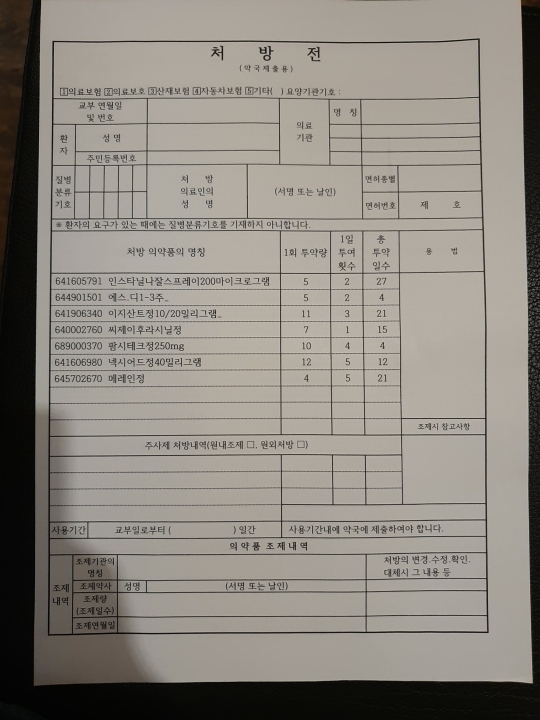 처 방 전
(약국제출용)
1의료보험 2의료보호 3산재보험 4자동차보험 5기타( ) 요양기관기호 :
교부 연월일 및 번호
의료 기관
명 칭
환자
성 명
주민등록번호
질병 분류 기호
처 방 의료인의 성 명
(서명 또는 날인)
면허종별
면허번호
제 호
※ 환자의 요구가 있는 때에는 질병분류기호를 기재하지 아니합니다.
처방 의약품의 명칭 1회 투약량 1일 투여 횟수 총 투약 일수 용 법
641605791 인스타닐나잘스프레이200마이크로그램 5 2 27
644901501 에스.디1-3주_ 5 2 4
641906340 이지산트정10/20밀리그램_ 11 3 21
640002760 씨제이후라시닐정 7 1 15
689000370 팜시테크정250mg 10 4 4
641606980 넥시어드정40밀리그램 12 5 12
645702670 메레인정 4 5 21
조제시 참고사항
주사제 처방내역(원내조제 □, 원외처방 □)
사용기간 교부일로부터 ( ) 일간 사용기간내에 약국에 제출하여야 합니다.
의약품 조제내역
조제 내역
조제기관의 명칭
처방의 변경.수정.확인. 대체시 그 내용 등
조제약사 성명 (서명 또는 날인)
조제량 (조제일수)
조제연월일